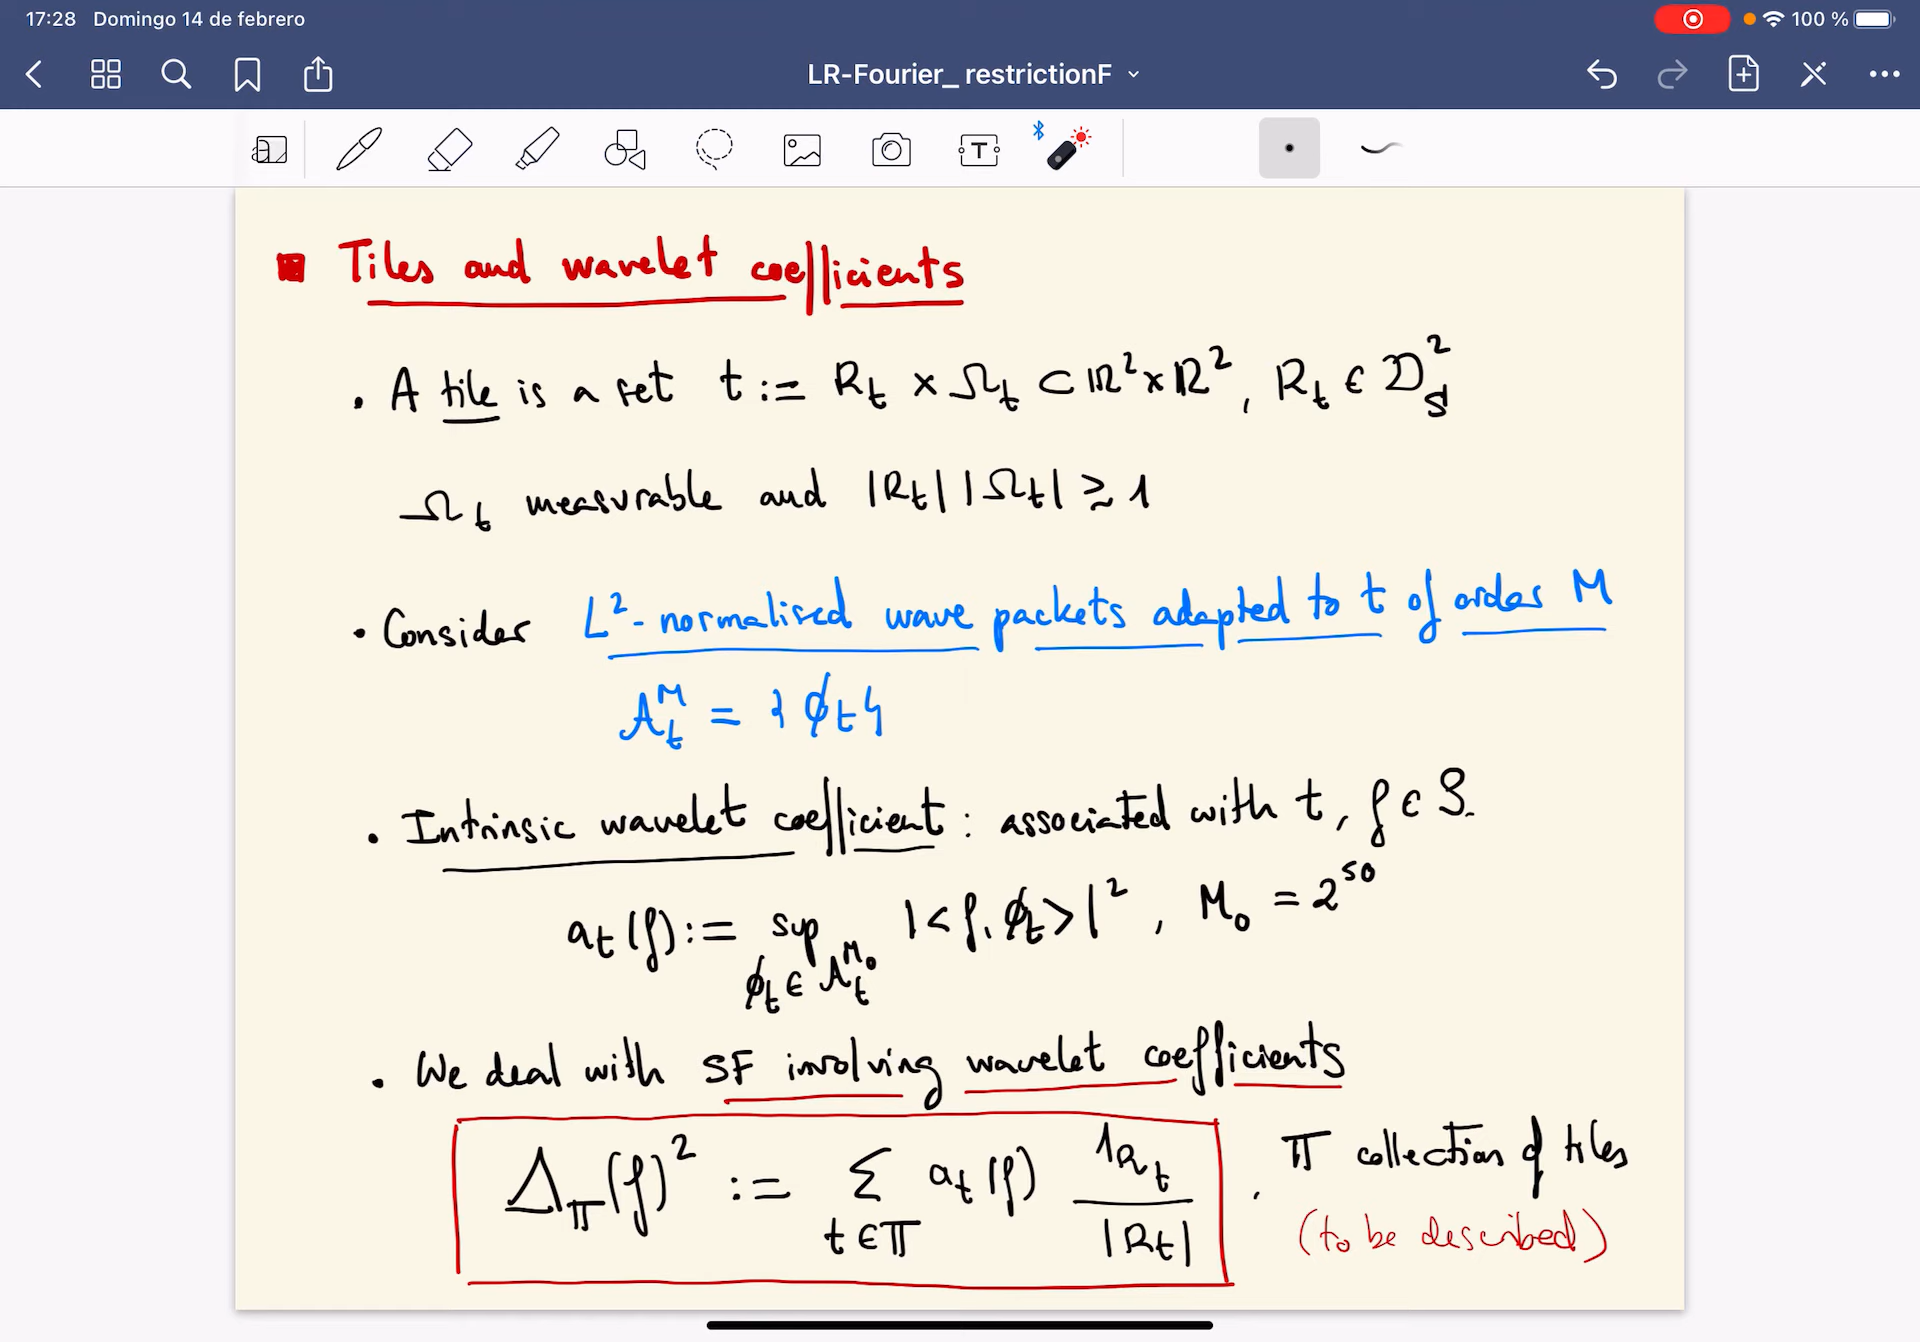 17:28 Domingo 14 de febrero 100 %
LR-Fourier_ restrictionF
Tiles and wavelet coefficients
• A tile is a set t := R_t × Ω_t ⊂ ℝ² × ℝ², R_t ∈ 𝒟_S²
Ω_t measurable and |R_t| |Ω_t| ≳ 1
• Consider L²-normalised wave packets adapted to t of order M
A_t^M = {ϕ_t}
• Intrinsic wavelet coefficient: associated with t, f ∈ S.
a_t(f) := sup_{ϕ_t ∈ A_t^{M_0}} |<f, ϕ_t>|², M_0 = 2^50
• We deal with SF involving wavelet coefficients
Δ_𝕋(f)² := Σ_{t∈𝕋} a_t(f) 1_{R_t} / |R_t| , 𝕋 collection of tiles
(to be described)